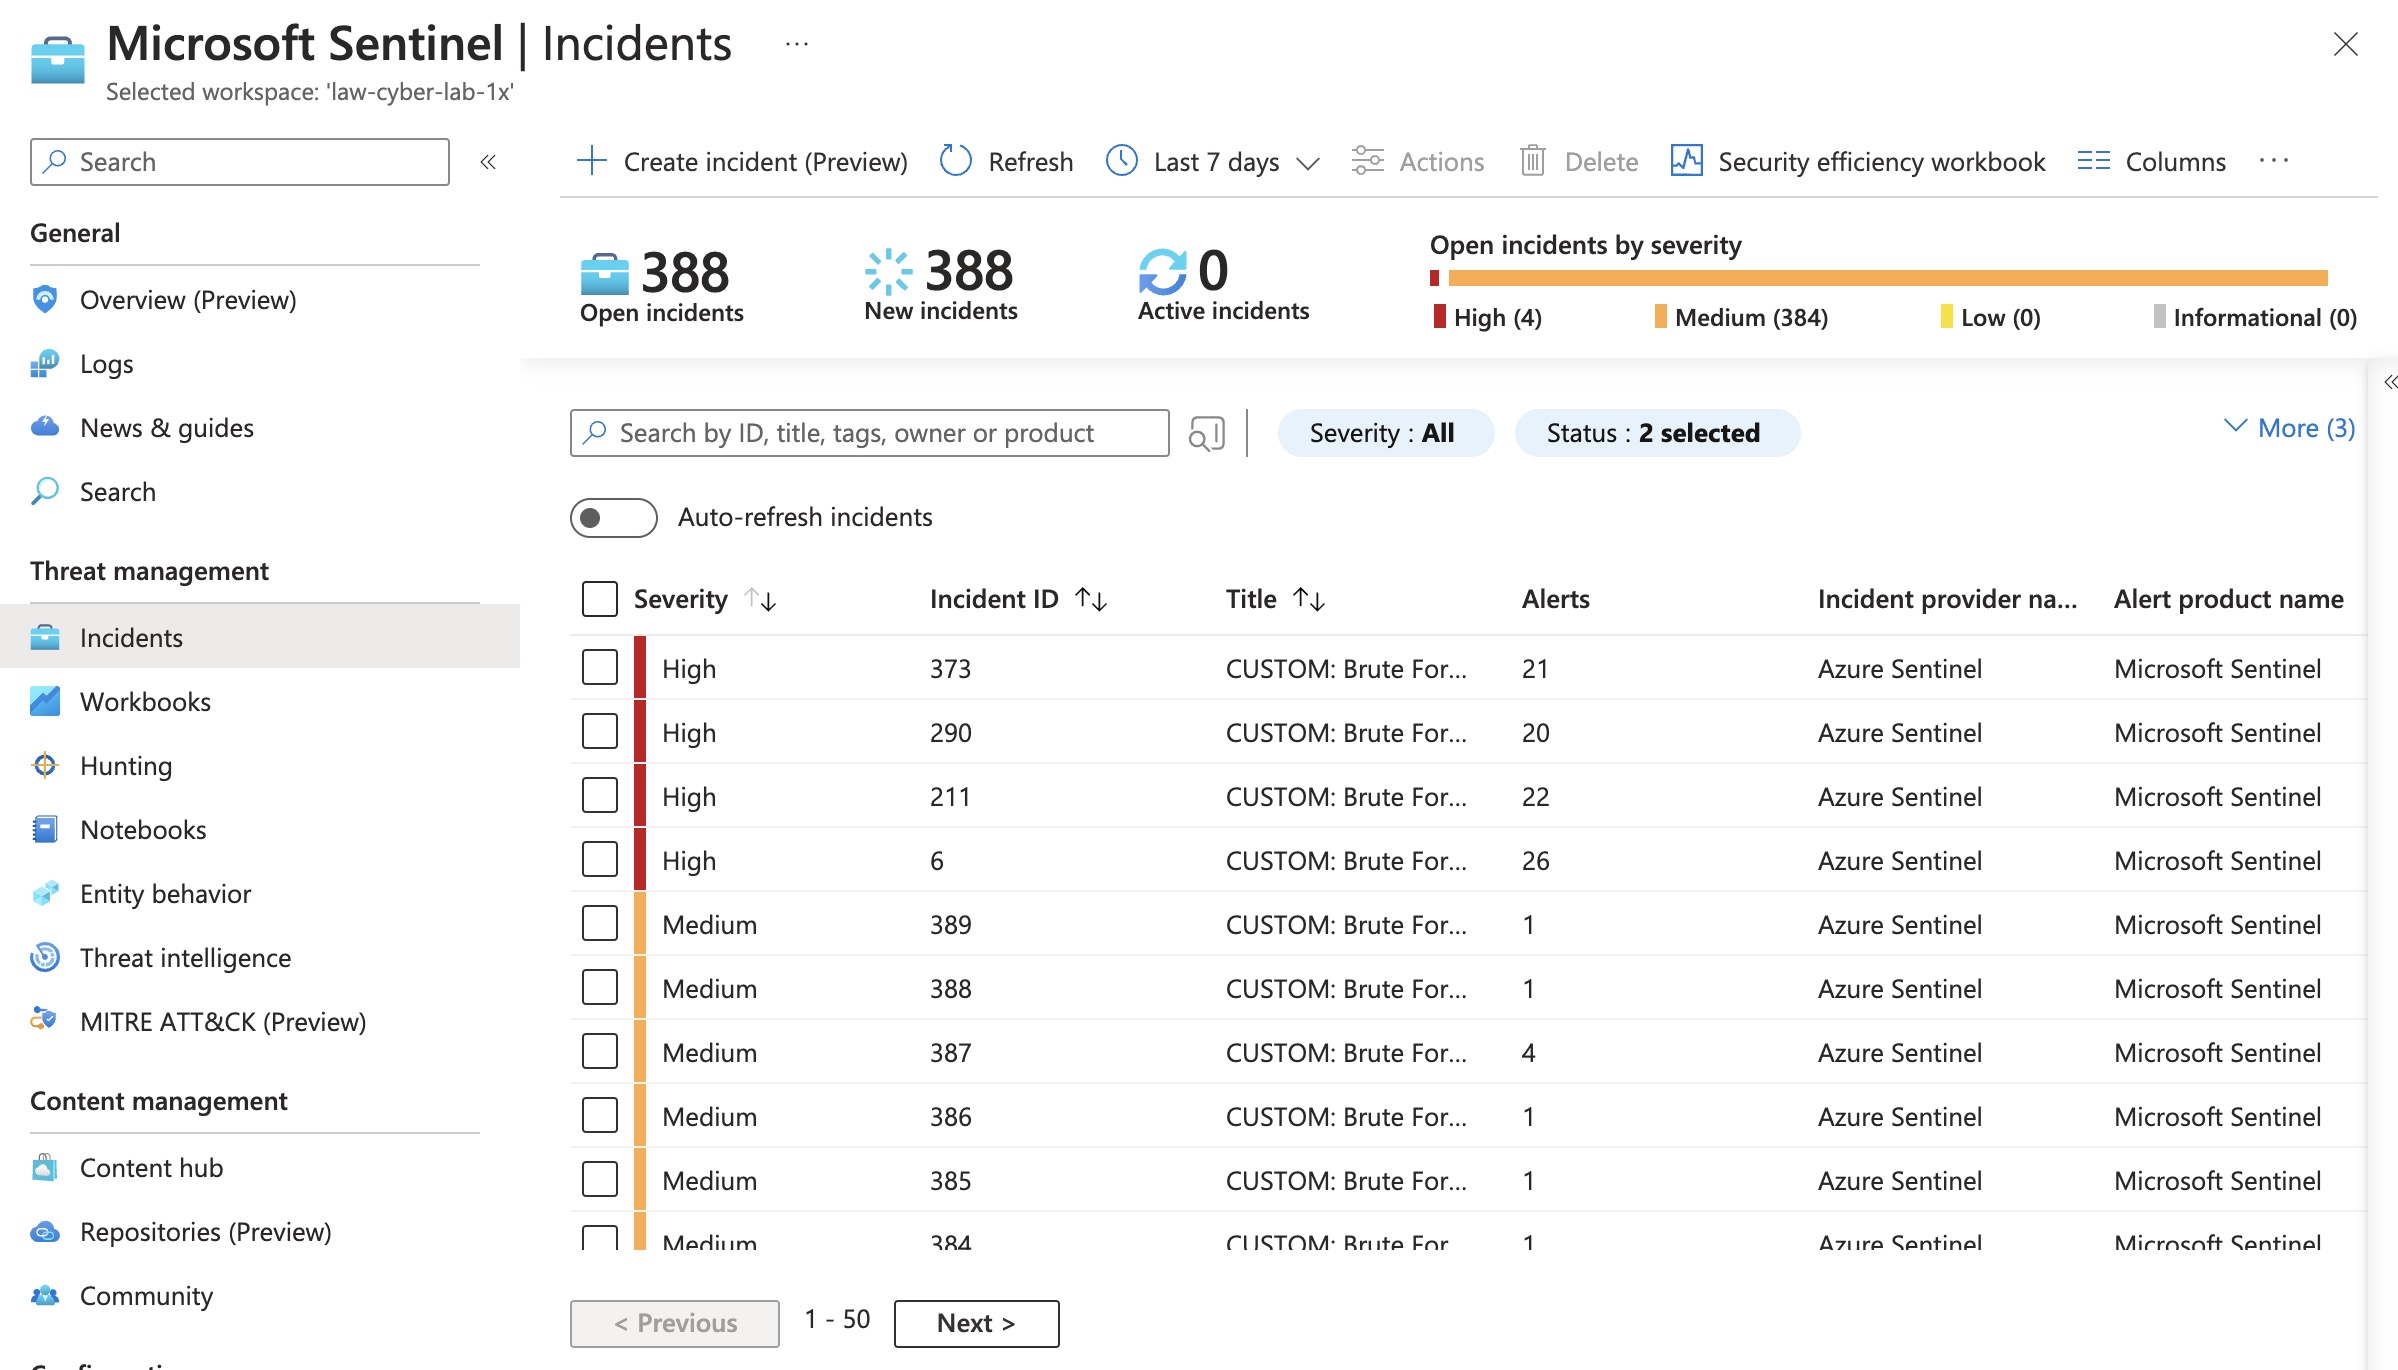 Microsoft Sentinel | Incidents ...
Selected workspace: 'law-cyber-lab-1x'
Search «
General
Overview (Preview)
Logs
News & guides
Search
Threat management
Incidents
Workbooks
Hunting
Notebooks
Entity behavior
Threat intelligence
MITRE ATT&CK (Preview)
Content management
Content hub
Repositories (Preview)
Community
Create incident (Preview) Refresh Last 7 days Actions Delete Security efficiency workbook Columns ...
388 388 0
Open incidents New incidents Active incidents
Open incidents by severity
High (4) Medium (384) Low (0) Informational (0)
«
Search by ID, title, tags, owner or product Severity : All Status : 2 selected More (3)
Auto-refresh incidents
Severity ↑↓ Incident ID ↑↓ Title ↑↓ Alerts Incident provider na... Alert product name
High 373 CUSTOM: Brute For... 21 Azure Sentinel Microsoft Sentinel
High 290 CUSTOM: Brute For... 20 Azure Sentinel Microsoft Sentinel
High 211 CUSTOM: Brute For... 22 Azure Sentinel Microsoft Sentinel
High 6 CUSTOM: Brute For... 26 Azure Sentinel Microsoft Sentinel
Medium 389 CUSTOM: Brute For... 1 Azure Sentinel Microsoft Sentinel
Medium 388 CUSTOM: Brute For... 1 Azure Sentinel Microsoft Sentinel
Medium 387 CUSTOM: Brute For... 4 Azure Sentinel Microsoft Sentinel
Medium 386 CUSTOM: Brute For... 1 Azure Sentinel Microsoft Sentinel
Medium 385 CUSTOM: Brute For... 1 Azure Sentinel Microsoft Sentinel
Medium 384 CUSTOM: Brute For 1 Azure Sentinel Microsoft Sentinel
< Previous 1 - 50 Next >